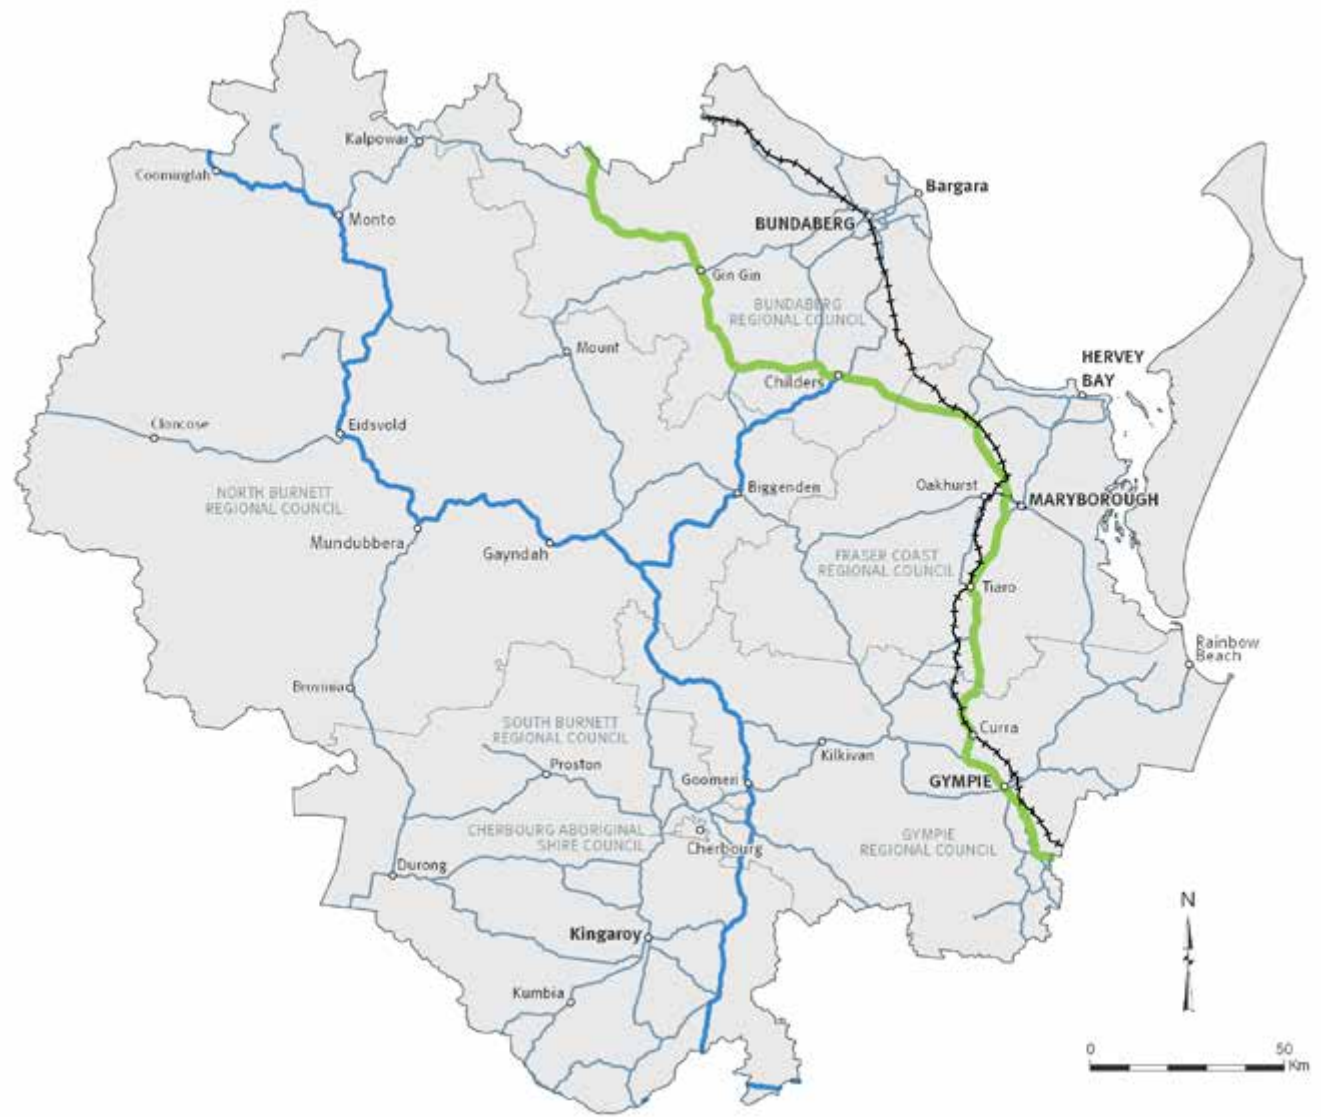 Kalpowar
Coominglah
Bargara
Monto
BUNDABERG
Gin Gin
BUNDABERG
REGIONAL COUNCIL
Mount
HERVEY
BAY
Childers
Eidsvold
NORTH BURNETT
REGIONAL COUNCIL
Biggenden
Oakhurst
MARYBOROUGH
Mundubbera
Gayndah
FRASER COAST
REGIONAL COUNCIL
Tiaro
Rainbow
Beach
SOUTH BURNETT
REGIONAL COUNCIL
Curra
Kilkivan
Proston
Goomeri
GYMPIE
CHERBOURG ABORIGINAL
SHIRE COUNCIL
Cherbourg
GYMPIE
REGIONAL COUNCIL
Durong
N
Kingaroy
Kumbia
0 50
Km